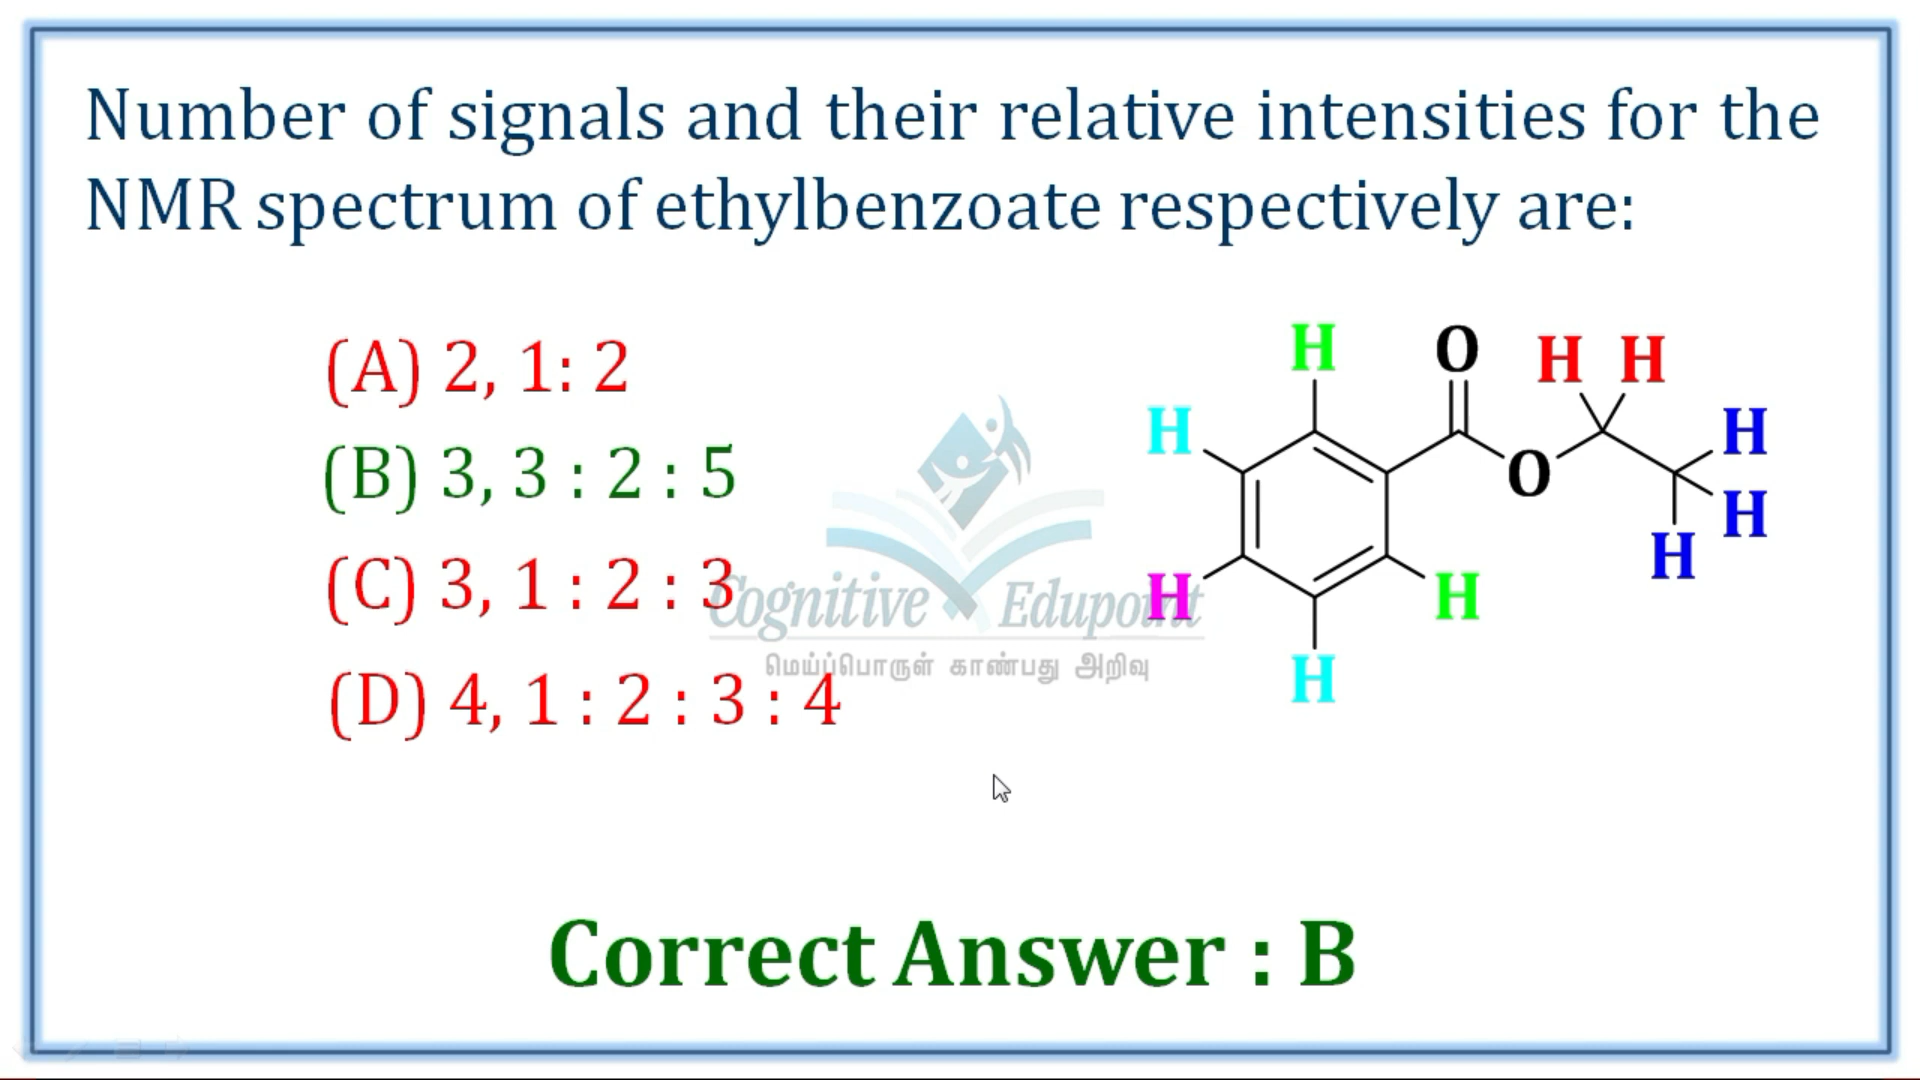 Number of signals and their relative intensities for the
NMR spectrum of ethylbenzoate respectively are:
(A) 2, 1: 2
(B) 3, 3 : 2 : 5
(C) 3, 1 : 2 : 3
(D) 4, 1 : 2 : 3 : 4
H O H H
H H
O H
H H H
H
Cognitive Edupoint
மெய்ப்பொருள் காண்பது அறிவு
Correct Answer : B